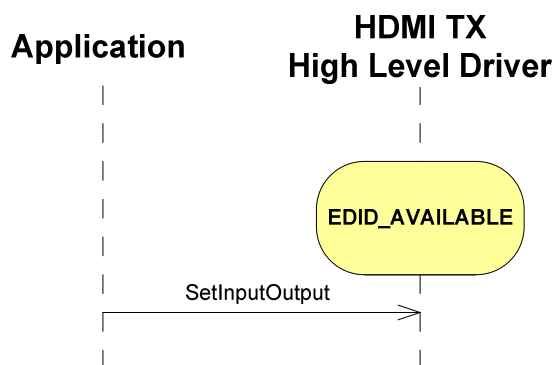 Application
HDMI TX
High Level Driver
EDID_AVAILABLE
SetInputOutput